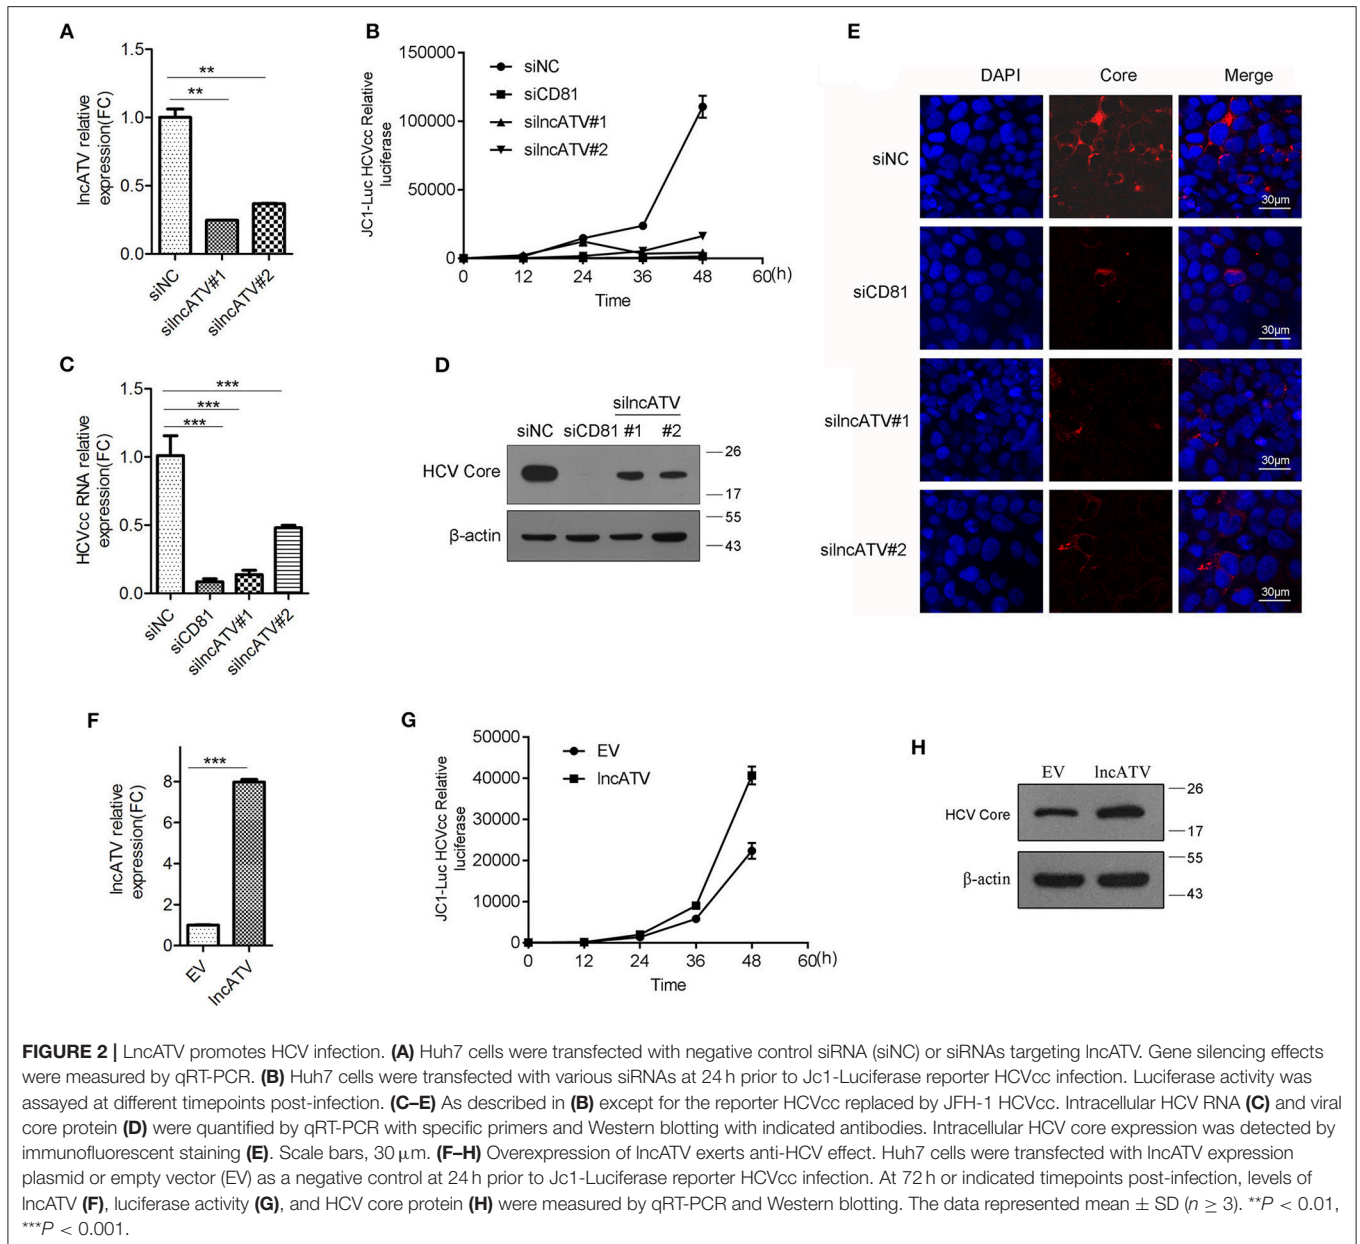 A
1.5
1.0
0.5
0.0
lncATV relative
expression(FC)
**
**
siNC
silncATV#1
silncATV#2
B
150000
100000
50000
0
JC1-Luc HCVcc Relative
luciferase
siNC
siCD81
silncATV#1
silncATV#2
0 12 24 36 48 60(h)
Time
C
1.5
1.0
0.5
0.0
HCVcc RNA relative
expression(FC)
***
***
***
siNC
siCD81
silncATV#1
silncATV#2
D
silncATV
siNC siCD81 #1 #2
HCV Core
26
17
β-actin
55
43
E
DAPI Core Merge
siNC
30µm
siCD81
30µm
silncATV#1
30µm
silncATV#2
30µm
F
8
6
4
2
0
lncATV relative
expression(FC)
***
EV
lncATV
G
50000
40000
30000
20000
10000
0
JC1-Luc HCVcc Relative
luciferase
EV
lncATV
0 12 24 36 48 60(h)
Time
H
EV lncATV
HCV Core
26
17
β-actin
55
43
FIGURE 2 | LncATV promotes HCV infection. (A) Huh7 cells were transfected with negative control siRNA (siNC) or siRNAs targeting lncATV. Gene silencing effects
were measured by qRT-PCR. (B) Huh7 cells were transfected with various siRNAs at 24 h prior to Jc1-Luciferase reporter HCVcc infection. Luciferase activity was
assayed at different timepoints post-infection. (C–E) As described in (B) except for the reporter HCVcc replaced by JFH-1 HCVcc. Intracellular HCV RNA (C) and viral
core protein (D) were quantified by qRT-PCR with specific primers and Western blotting with indicated antibodies. Intracellular HCV core expression was detected by
immunofluorescent staining (E). Scale bars, 30 µm. (F–H) Overexpression of lncATV exerts anti-HCV effect. Huh7 cells were transfected with lncATV expression
plasmid or empty vector (EV) as a negative control at 24 h prior to Jc1-Luciferase reporter HCVcc infection. At 72 h or indicated timepoints post-infection, levels of
lncATV (F), luciferase activity (G), and HCV core protein (H) were measured by qRT-PCR and Western blotting. The data represented mean ± SD (n ≥ 3). **P < 0.01,
***P < 0.001.